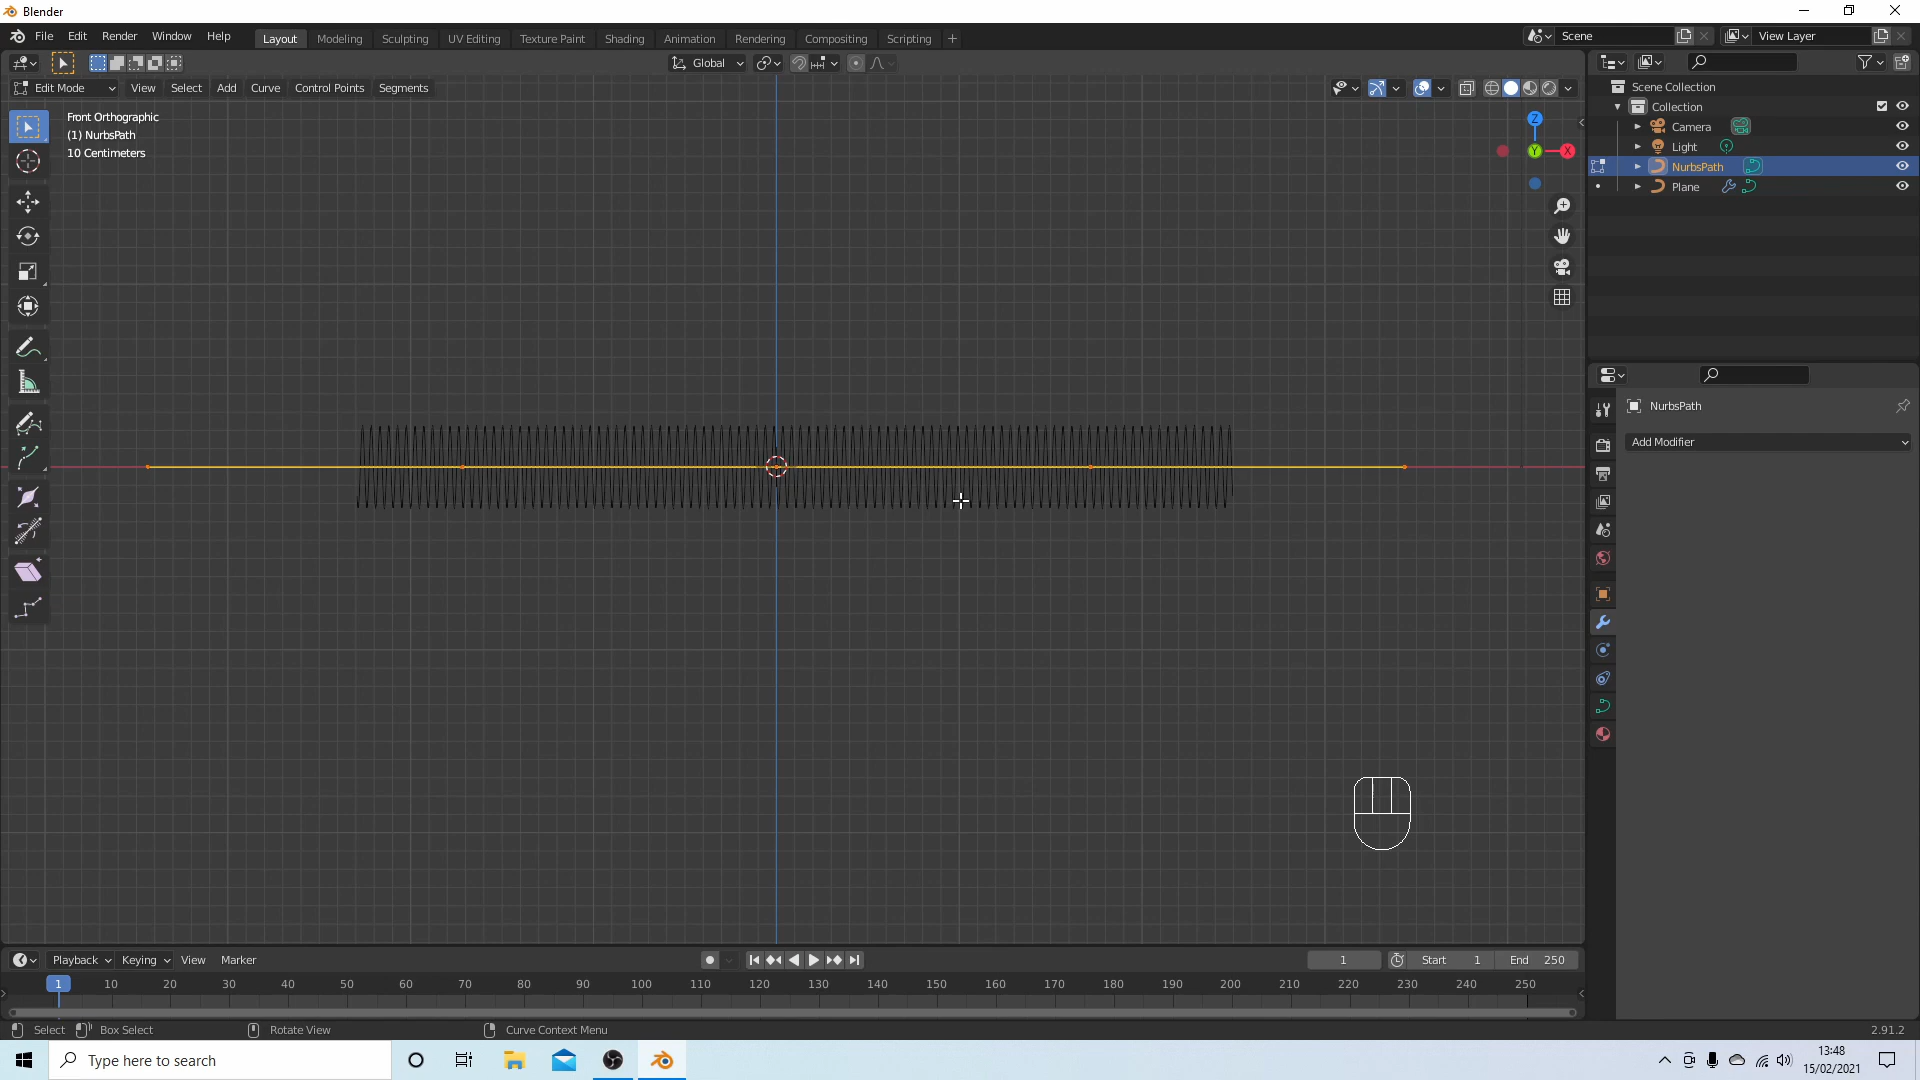 Blender
File Edit Render Window Help
Layout Modeling Sculpting UV Editing Texture Paint Shading Animation Rendering Compositing Scripting
Scene
View Layer
Global
Edit Mode View Select Add Curve Control Points Segments
Front Orthographic
(1) NurbsPath
10 Centimeters
Z
Y
X
Scene Collection
Collection
Camera
Light
NurbsPath
Plane
NurbsPath
Add Modifier
Playback Keying View Marker
1
Start 1
End 250
1 10 20 30 40 50 60 70 80 90 100 110 120 130 140 150 160 170 180 190 200 210 220 230 240 250
Select Box Select Rotate View Curve Context Menu
2.91.2
Type here to search
13:48
15/02/2021